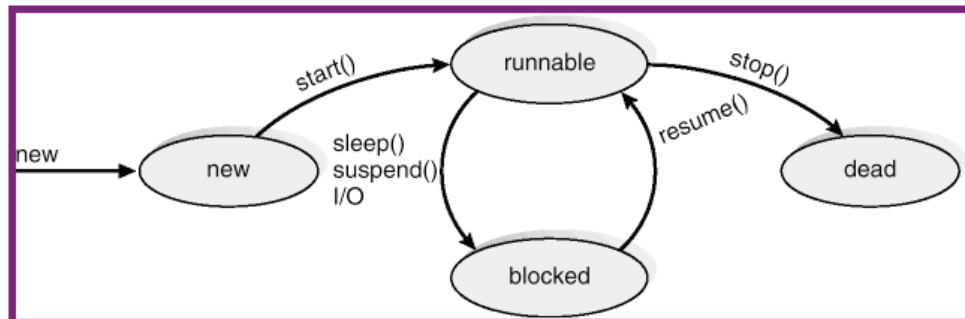 runnable
start()
stop()
resume()
sleep()
suspend()
I/O
new
new
dead
blocked